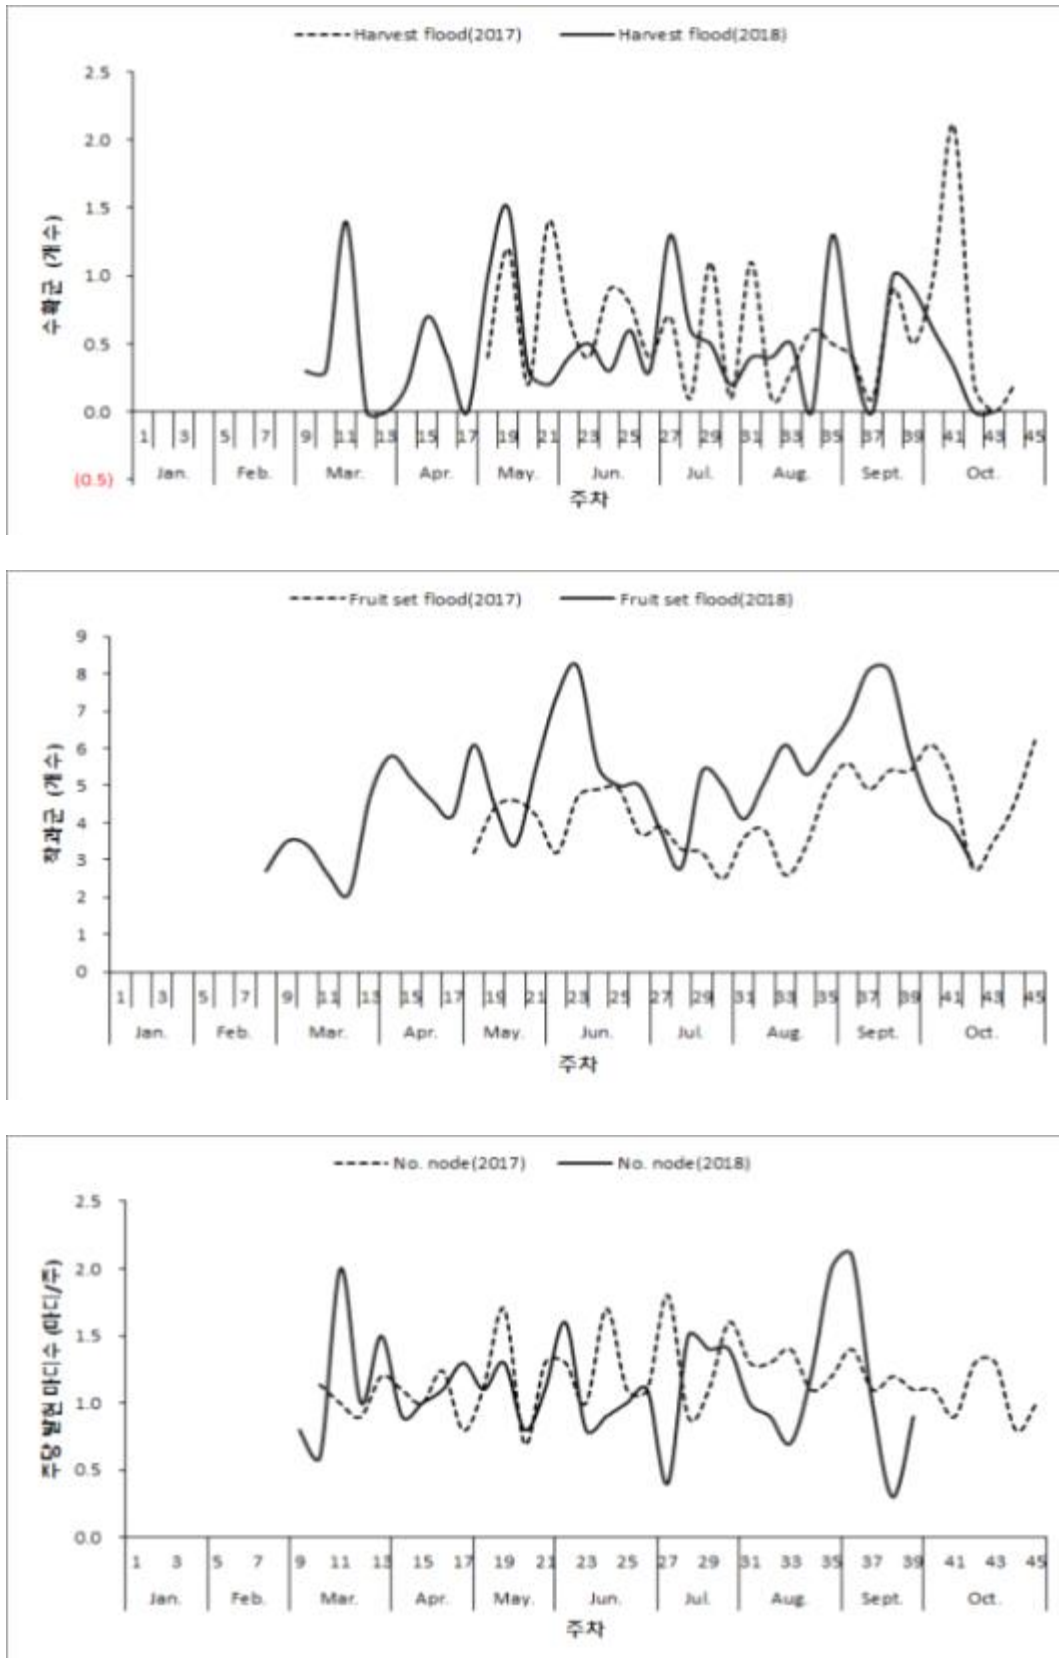 Harvest flood(2017) Harvest flood(2018)
수확군 (개수)
2.5
2.0
1.5
1.0
0.5
0.0
(0.5)
1 3 5 7 9 11 13 15 17 19 21 23 25 27 29 31 33 35 37 39 41 43 45
Jan. Feb. Mar. Apr. May. Jun. Jul. Aug. Sept. Oct.
주차
Fruit set flood(2017) Fruit set flood(2018)
착과군 (개수)
9
8
7
6
5
4
3
2
1
0
1 3 5 7 9 11 13 15 17 19 21 23 25 27 29 31 33 35 37 39 41 43 45
Jan. Feb. Mar. Apr. May. Jun. Jul. Aug. Sept. Oct.
주차
No. node(2017) No. node(2018)
주당 발현 마디수 (마디/주)
2.5
2.0
1.5
1.0
0.5
0.0
1 3 5 7 9 11 13 15 17 19 21 23 25 27 29 31 33 35 37 39 41 43 45
Jan. Feb. Mar. Apr. May. Jun. Jul. Aug. Sept. Oct.
주차